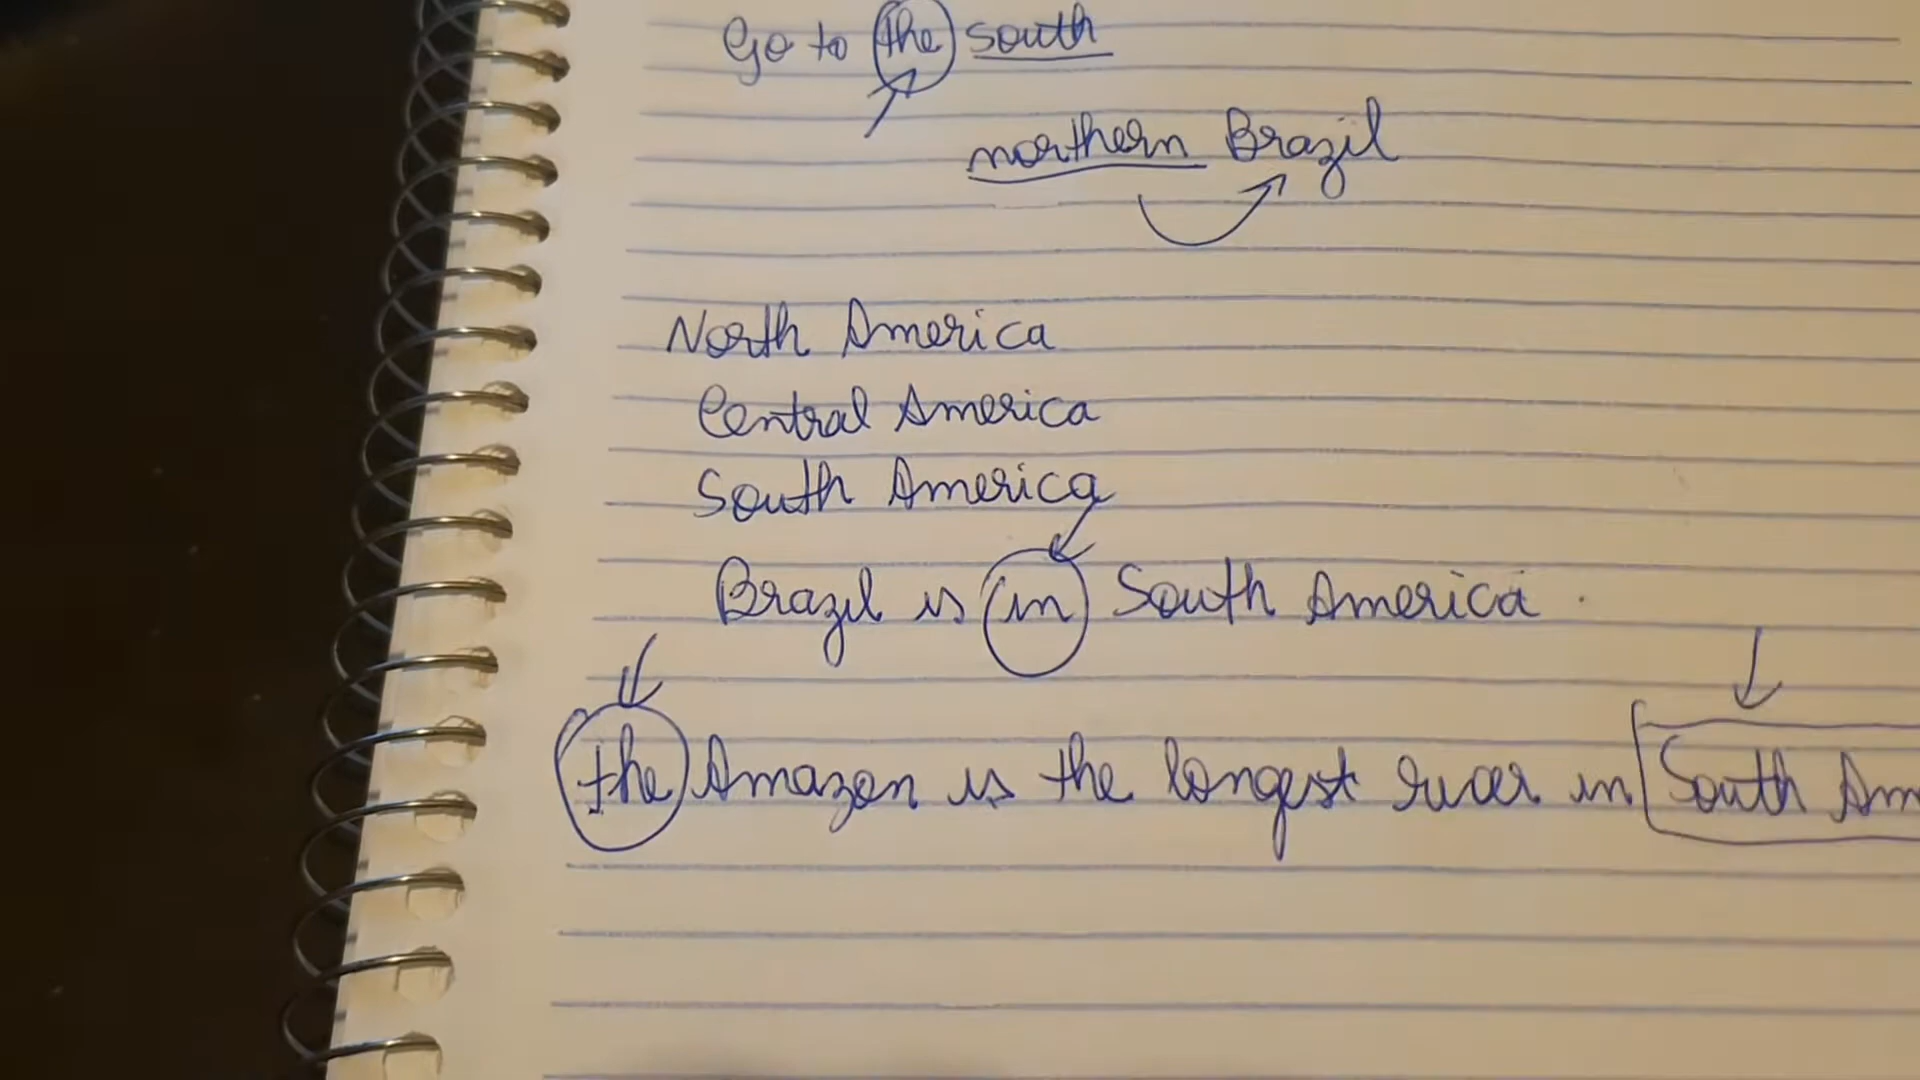 Go to the south
northern Brazil
North America
Central America
South America
Brazil is in South America.
the Amazon is the longest river in South Am